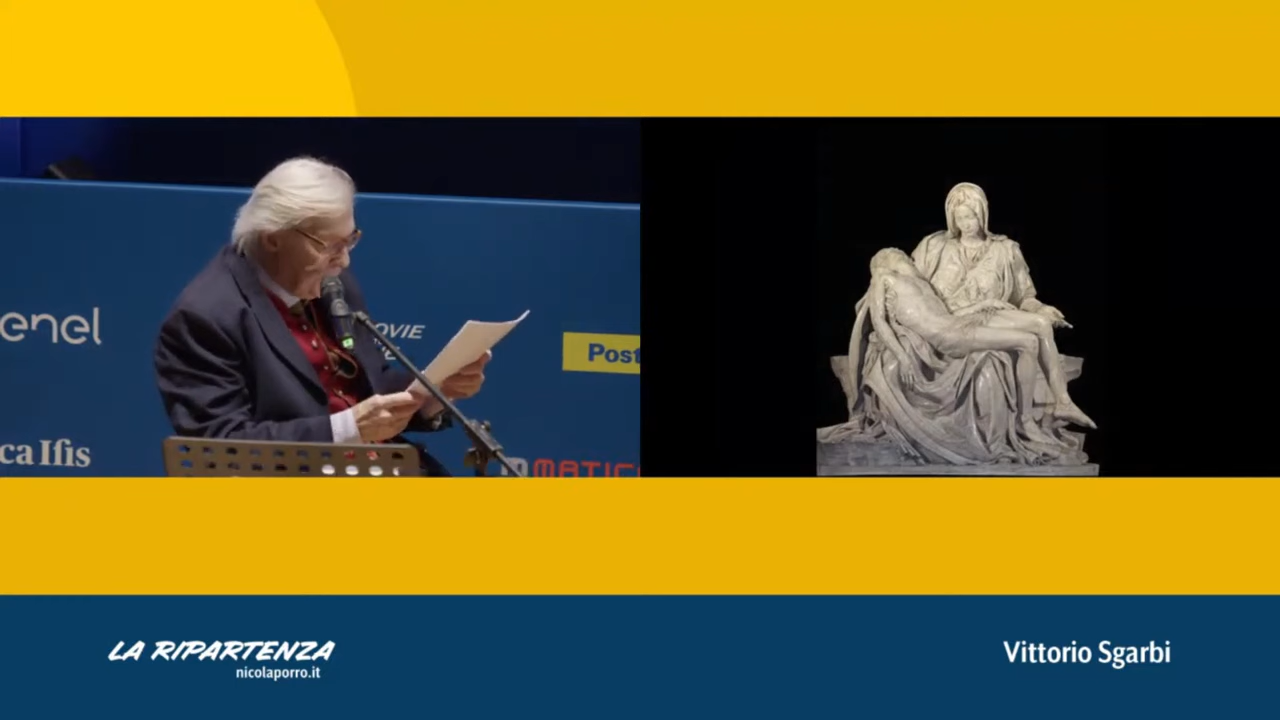 enel
OVIE
Post
ca Ifis
MATIC
LA RIPARTENZA
nicolaporro.it
Vittorio Sgarbi